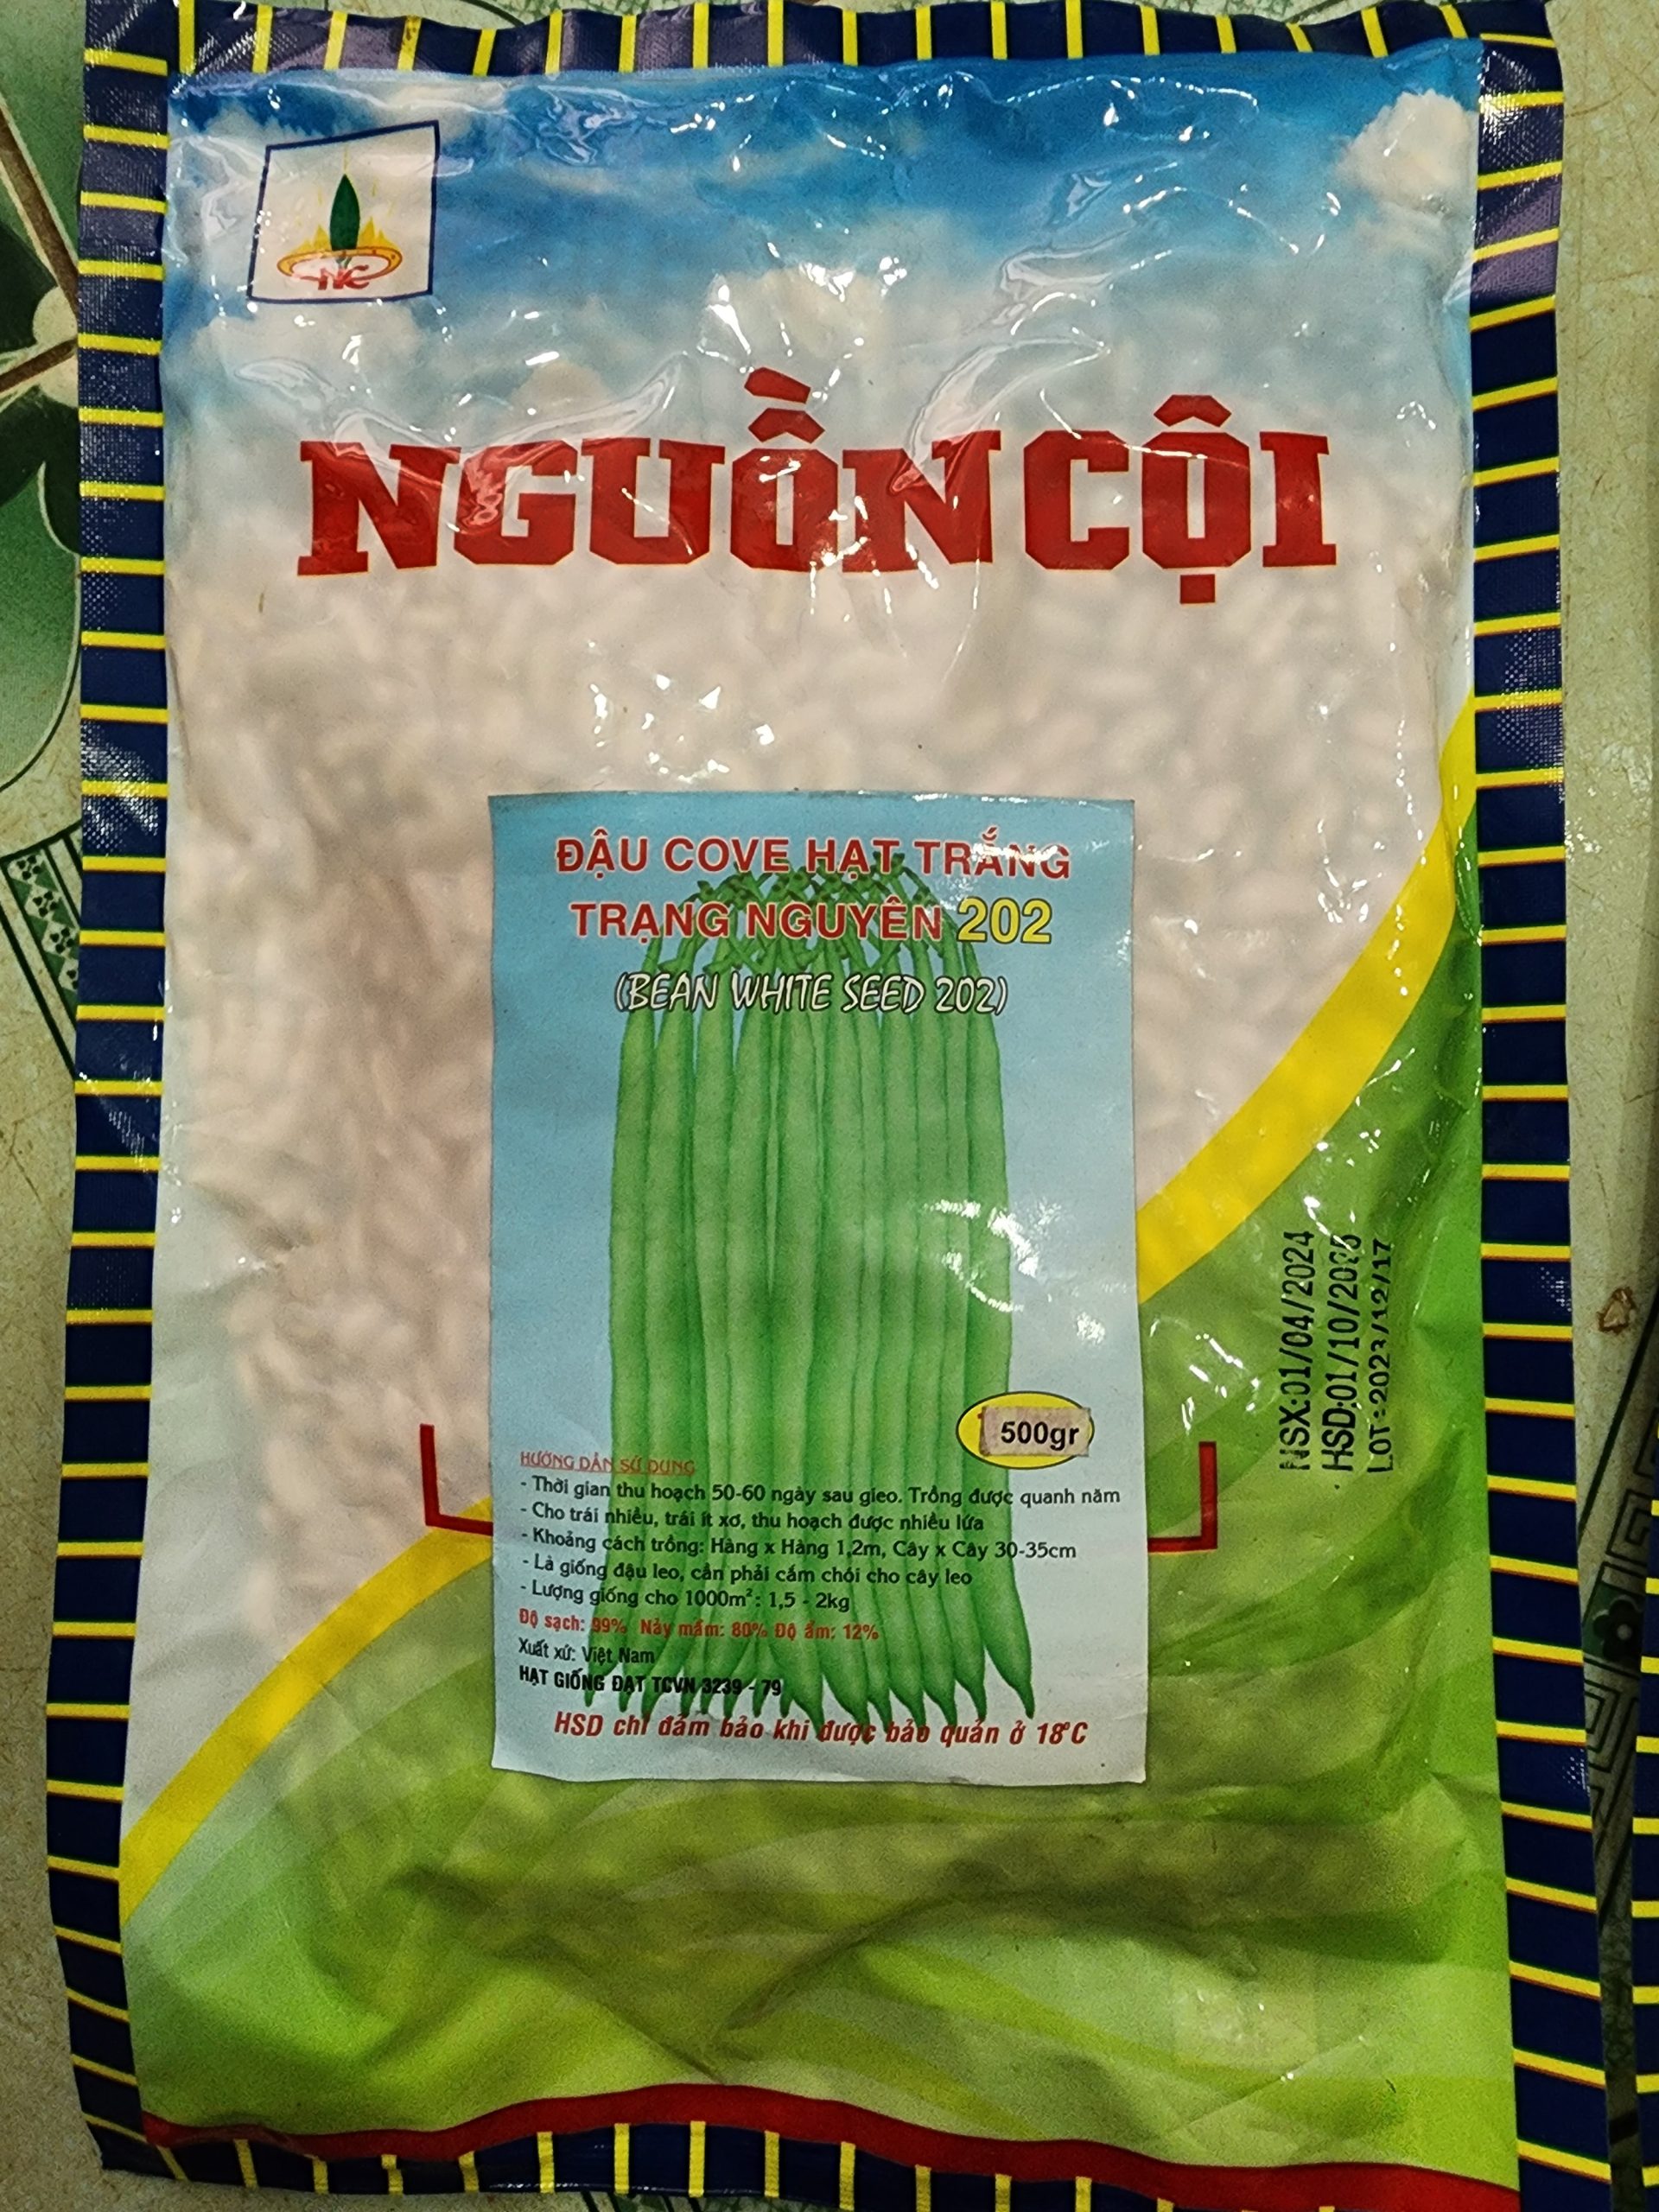 NC
NGUỒN CỘI
ĐẬU COVE HẠT TRẮNG
TRẠNG NGUYÊN 202
(BEAN WHITE SEED 202)
500gr
HƯỚNG DẪN SỬ DỤNG
- Thời gian thu hoạch 50-60 ngày sau gieo. Trồng được quanh năm
- Cho trái nhiều, trái ít xơ, thu hoạch được nhiều lứa
- Khoảng cách trồng: Hàng x Hàng 1,2m, Cây x Cây 30-35cm
- Là giống đậu leo, cần phải cắm chói cho cây leo
- Lượng giống cho 1000m²: 1,5 - 2kg
Độ sạch: 99% Nảy mầm: 80% Độ ẩm: 12%
Xuất xứ: Việt Nam
HẠT GIỐNG ĐẠT TCVN 3239 - 79
HSD chỉ đảm bảo khi được bảo quản ở 18°C
NSX:01/04/2024
HSD:01/10/2025
LOT:2023/12/17